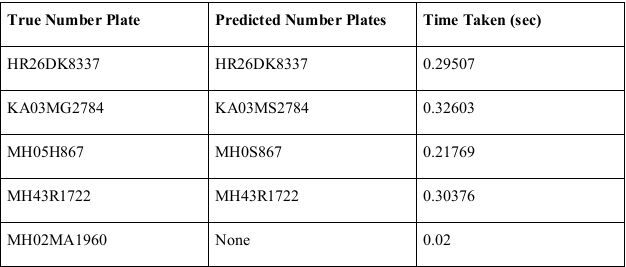 True Number Plate Predicted Number Plates Time Taken (sec)
HR26DK8337 HR26DK8337 0.29507
KA03MG2784 KA03MS2784 0.32603
MH05H867 MH0S867 0.21769
MH43R1722 MH43R1722 0.30376
MH02MA1960 None 0.02